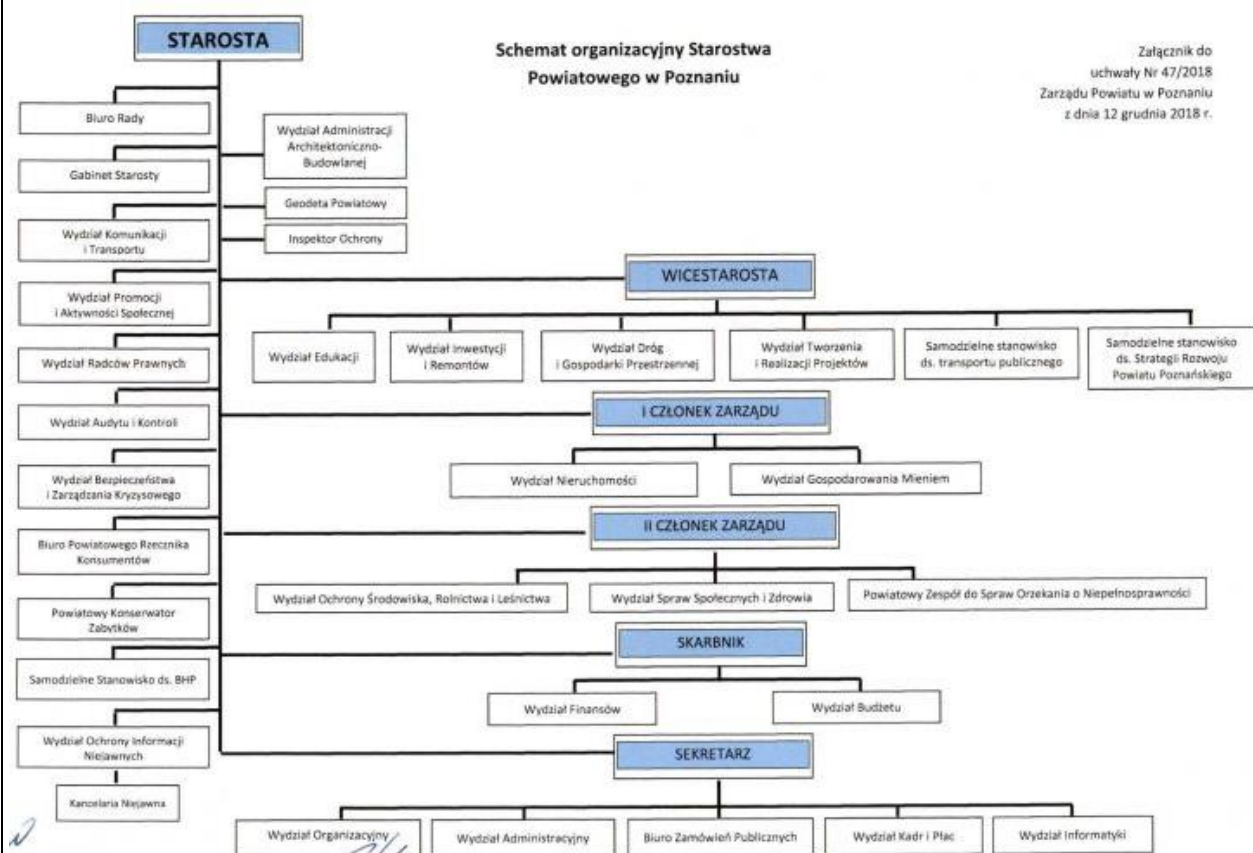 STAROSTA
Schemat organizacyjny Starostwa
Powiatowego w Poznaniu
Załącznik do
uchwały Nr 47/2018
Zarządu Powiatu w Poznaniu
z dnia 12 grudnia 2018 r.
Biuro Rady
Gabinet Starosty
Wydział Komunikacji
i Transportu
Wydział Promocji
i Aktywności Społecznej
Wydział Radców Prawnych
Wydział Audytu i Kontroli
Wydział Bezpieczeństwa
i Zarządzania Kryzysowego
Biuro Powiatowego Rzecznika
Konsumentów
Powiatowy Konserwator
Zabytków
Samodzielne Stanowisko ds. BHP
Wydział Ochrony Informacji
Niejawnych
Kancelaria Niejawna
Wydział Administracji
Architektoniczno-
Budowlanej
Geodeta Powiatowy
Inspektor Ochrony
WICESTAROSTA
Wydział Edukacji
Wydział Inwestycji
i Remontów
Wydział Dróg
i Gospodarki Przestrzennej
Wydział Tworzenia
i Realizacji Projektów
Samodzielne stanowisko
ds. transportu publicznego
Samodzielne stanowisko
ds. Strategii Rozwoju
Powiatu Poznańskiego
I CZŁONEK ZARZĄDU
Wydział Nieruchomości
Wydział Gospodarowania Mieniem
II CZŁONEK ZARZĄDU
Wydział Ochrony Środowiska, Rolnictwa i Leśnictwa
Wydział Spraw Społecznych i Zdrowia
Powiatowy Zespół do Spraw Orzekania o Niepełnosprawności
SKARBNIK
Wydział Finansów
Wydział Budżetu
SEKRETARZ
Wydział Organizacyjny
Wydział Administracyjny
Biuro Zamówień Publicznych
Wydział Kadr i Płac
Wydział Informatyki